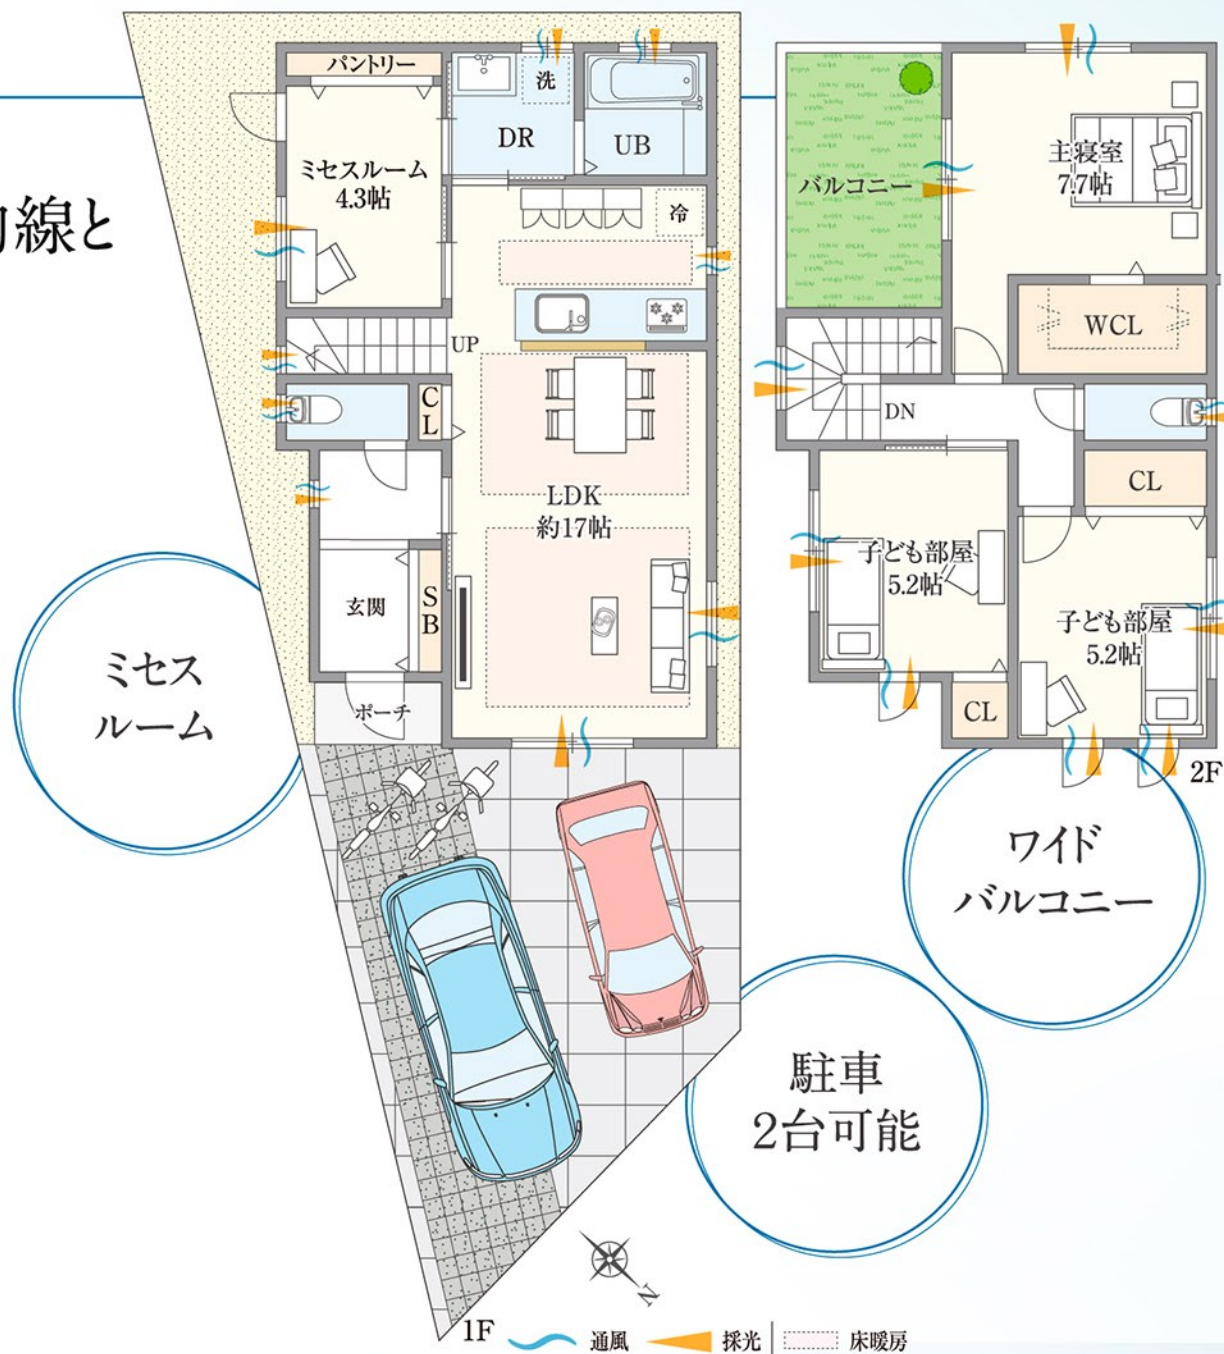 線と
パントリー
洗
DR
UB
ミセスルーム
4.3帖
冷
UP
CL
LDK
約17帖
玄関
SB
ポーチ
バルコニー
主寝室
7.7帖
WCL
DN
CL
子ども部屋
5.2帖
子ども部屋
5.2帖
CL
2F
ミセス
ルーム
ワイド
バルコニー
駐車
2台可能
N
1F
通風
採光
床暖房